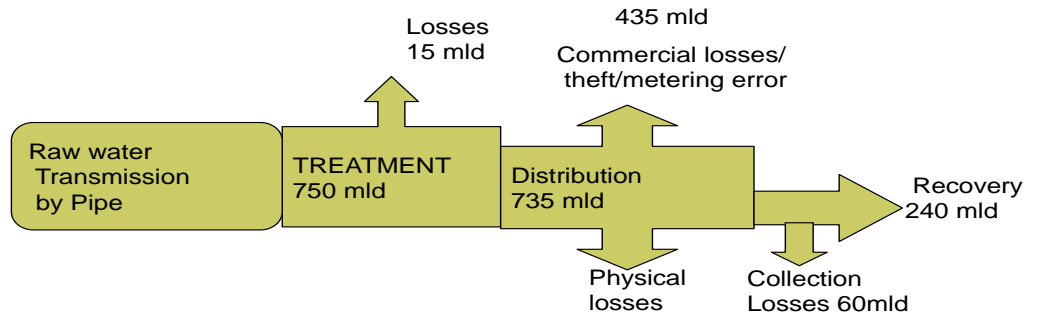 Losses
15 mld
435 mld
Commercial losses/
theft/metering error
Raw water
Transmission
by Pipe
TREATMENT
750 mld
Distribution
735 mld
Recovery
240 mld
Physical
losses
Collection
Losses 60mld